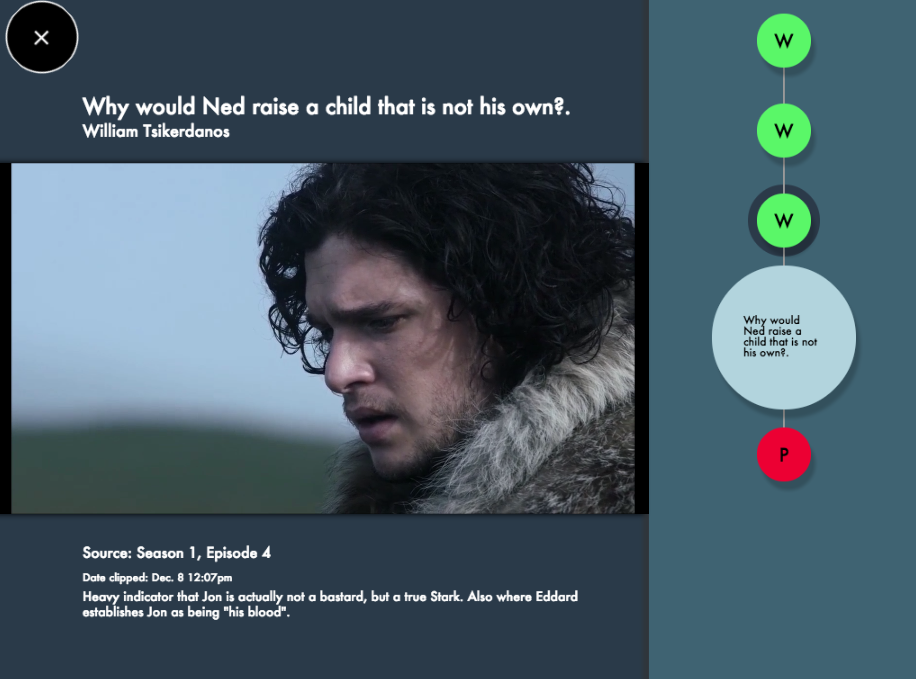 Why would Ned raise a child that is not his own?.
William Tsikerdanos
Source: Season 1, Episode 4
Date clipped: Dec. 8 12:07pm
Heavy indicator that Jon is actually not a bastard, but a true Stark. Also where Eddard
establishes Jon as being "his blood".
W
W
W
Why would
Ned raise a
child that is not
his own?.
P